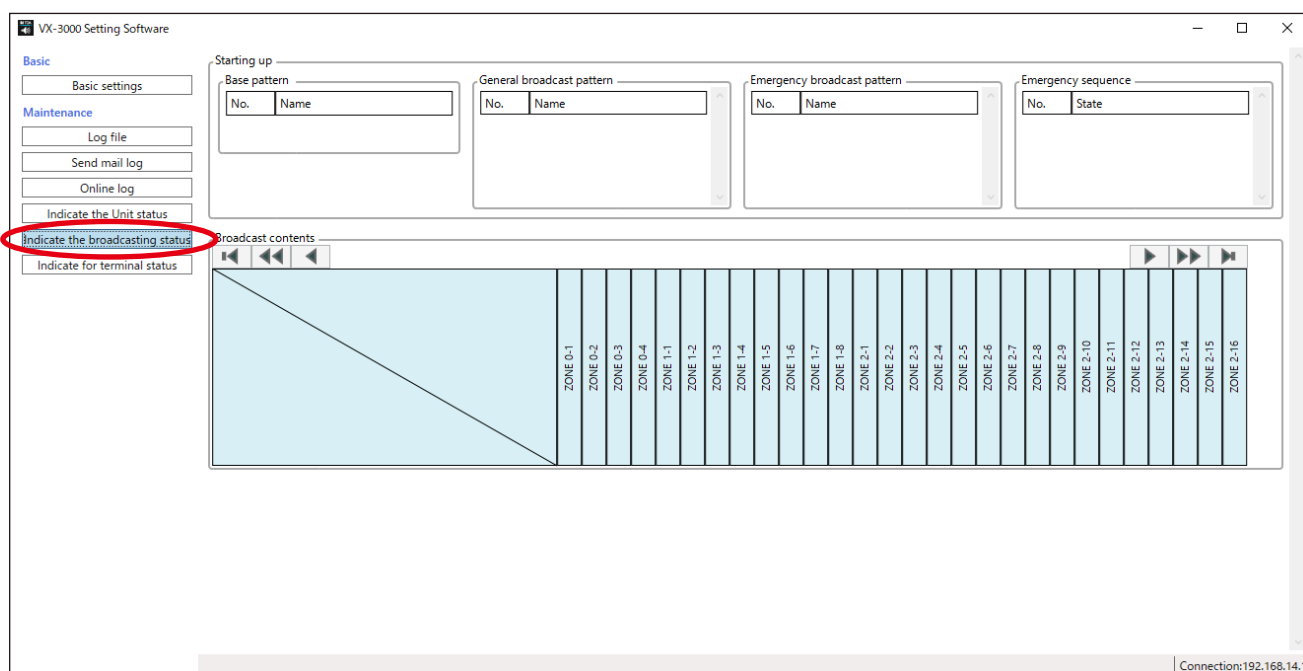 VX-3000 Setting Software
Basic
Basic settings
Maintenance
Log file
Send mail log
Online log
Indicate the Unit status
Indicate the broadcasting status
Indicate for terminal status
Starting up
Base pattern
No. Name
General broadcast pattern
No. Name
Emergency broadcast pattern
No. Name
Emergency sequence
No. State
Broadcast contents
ZONE 0-1
ZONE 0-2
ZONE 0-3
ZONE 0-4
ZONE 1-1
ZONE 1-2
ZONE 1-3
ZONE 1-4
ZONE 1-5
ZONE 1-6
ZONE 1-7
ZONE 1-8
ZONE 2-1
ZONE 2-2
ZONE 2-3
ZONE 2-4
ZONE 2-5
ZONE 2-6
ZONE 2-7
ZONE 2-8
ZONE 2-9
ZONE 2-10
ZONE 2-11
ZONE 2-12
ZONE 2-13
ZONE 2-14
ZONE 2-15
ZONE 2-16
Connection:192.168.14.